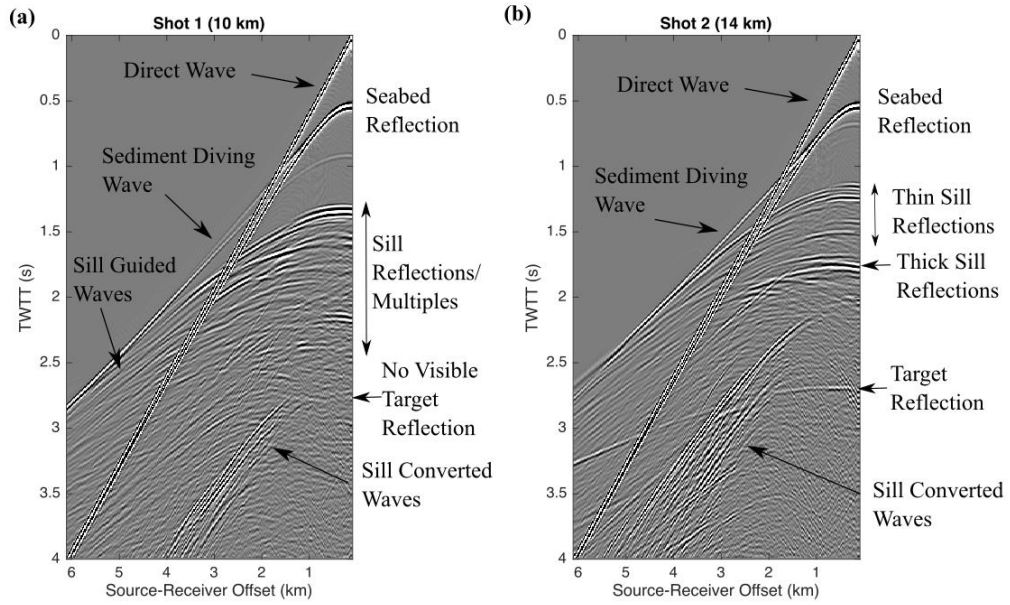 (a)
Shot 1 (10 km)
0
0.5
1
1.5
2
2.5
3
3.5
4
TWTT (s)
6 5 4 3 2 1
Source-Receiver Offset (km)
Direct Wave
Seabed
Reflection
Sediment Diving
Wave
Sill Guided
Waves
Sill
Reflections/
Multiples
No Visible
Target
Reflection
Sill Converted
Waves
(b)
Shot 2 (14 km)
0
0.5
1
1.5
2
2.5
3
3.5
4
TWTT (s)
6 5 4 3 2 1
Source-Receiver Offset (km)
Direct Wave
Seabed
Reflection
Sediment Diving
Wave
Thin Sill
Reflections
Thick Sill
Reflections
Target
Reflection
Sill Converted
Waves